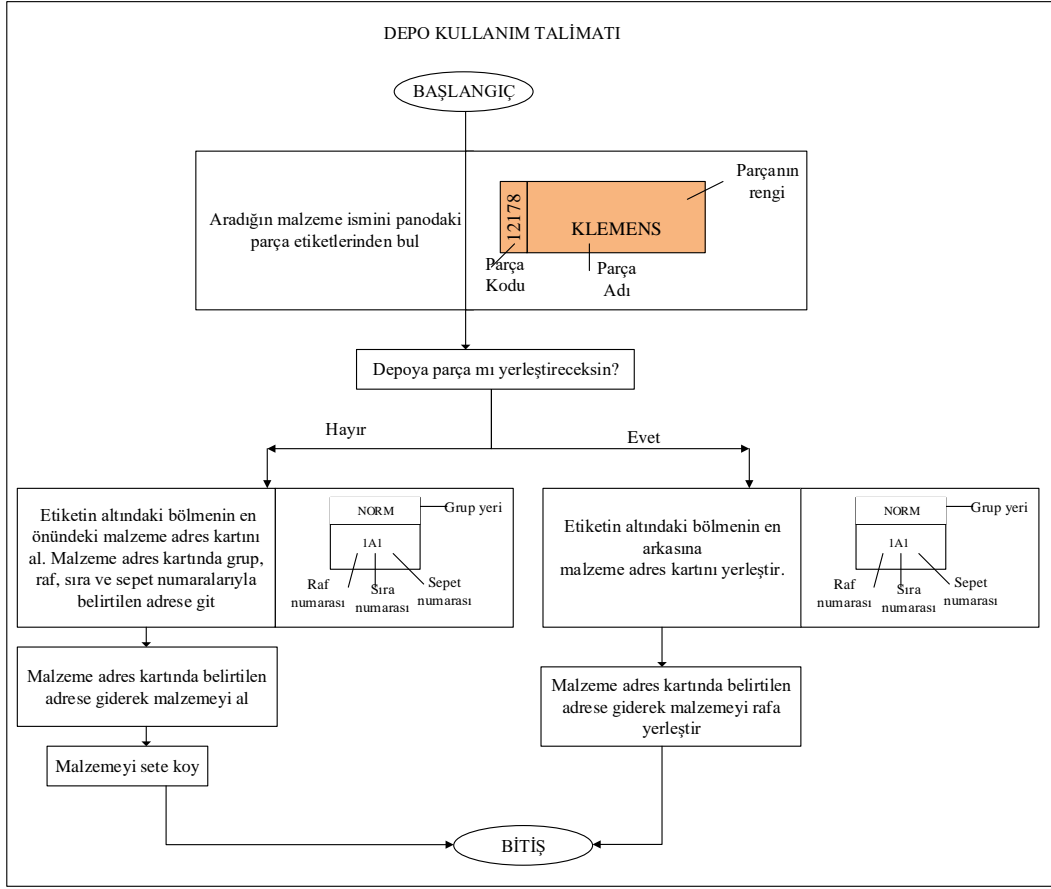 DEPO KULLANIM TALİMATI
BAŞLANGIÇ
Aradığın malzeme ismini panodaki
parça etiketlerinden bul
12178
KLEMENS
Parçanın
rengi
Parça
Kodu
Parça
Adı
Depoya parça mı yerleştireceksin?
Hayır
Evet
Etiketin altındaki bölmenin en
önündeki malzeme adres kartını
al. Malzeme adres kartında grup,
raf, sıra ve sepet numaralarıyla
belirtilen adrese git
NORM
Grup yeri
1A1
Raf
numarası
Sıra
numarası
Sepet
numarası
Etiketin altındaki bölmenin en
arkasına
malzeme adres kartını yerleştir.
NORM
Grup yeri
1A1
Raf
numarası
Sıra
numarası
Sepet
numarası
Malzeme adres kartında belirtilen
adrese giderek malzemeyi al
Malzeme adres kartında belirtilen
adrese giderek malzemeyi rafa
yerleştir
Malzemeyi sete koy
BİTİŞ